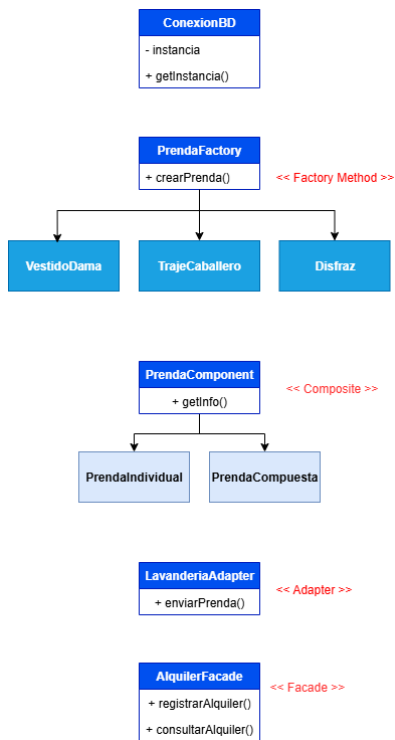 ConexionBD
- instancia
+ getInstancia()
PrendaFactory
+ crearPrenda()
<< Factory Method >>
VestidoDama
TrajeCaballero
Disfraz
PrendaComponent
+ getInfo()
<< Composite >>
PrendaIndividual
PrendaCompuesta
LavanderiaAdapter
+ enviarPrenda()
<< Adapter >>
AlquilerFacade
+ registrarAlquiler()
+ consultarAlquiler()
<< Facade >>